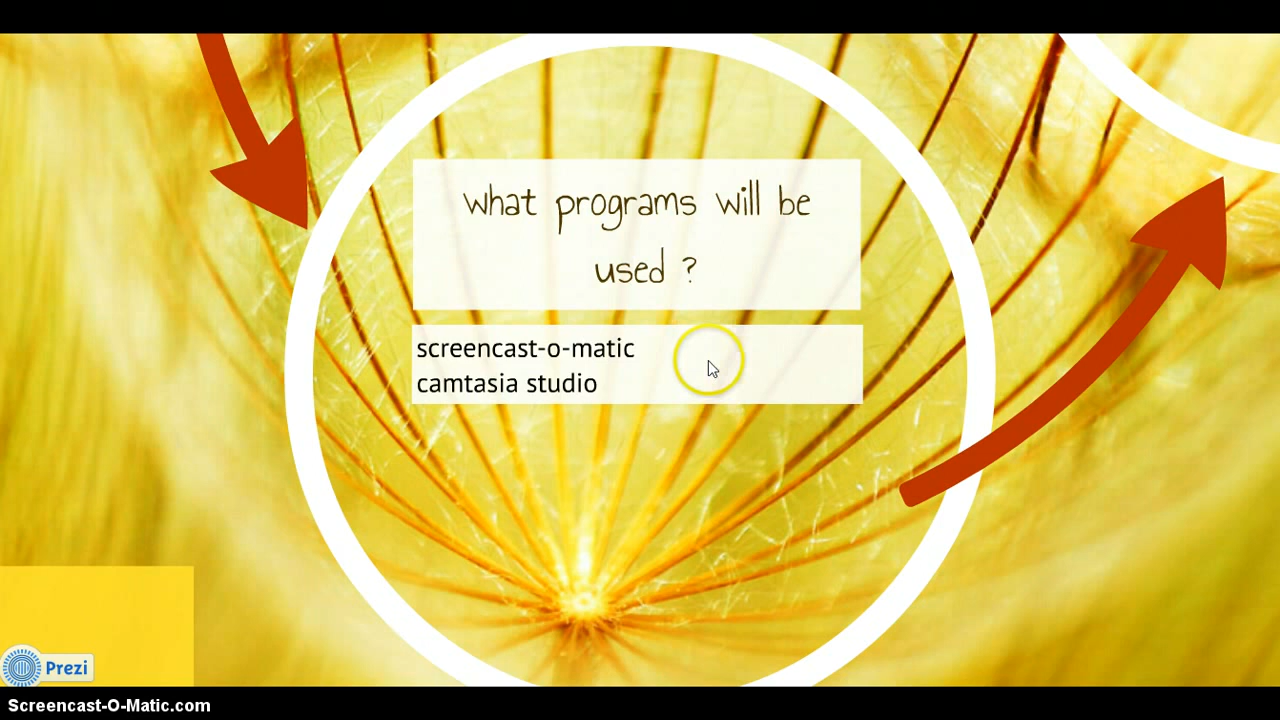 what programs will be
used ?
screencast-o-matic
camtasia studio
Prezi
Screencast-O-Matic.com